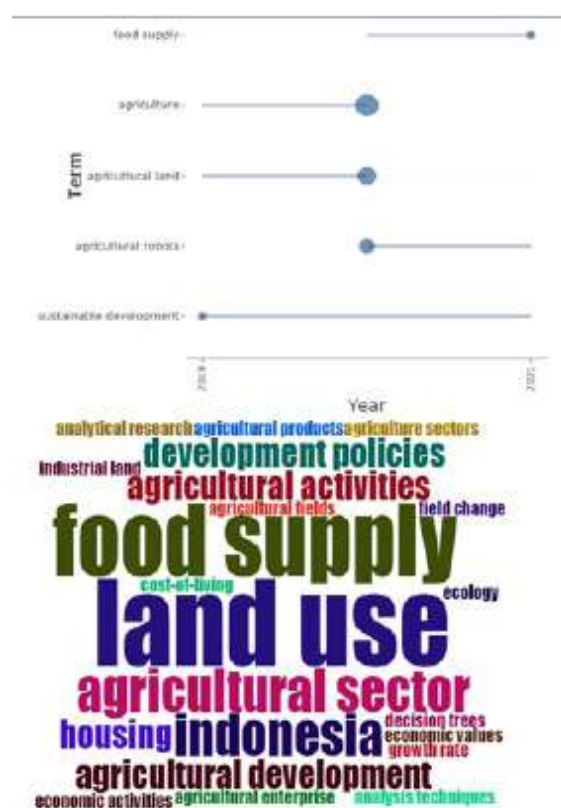 food supply
agriculture
Term
agricultural land
agricultural robots
sustainable development
Year
analytical research agricultural products agriculture sectors
development policies
industrial land
agricultural activities
agricultural fields field change
food supply
cost-of-living
ecology
land use
agricultural sector
decision trees
housing indonesia economic values
growth rate
agricultural development
economic activities agricultural enterprise analysis techniques